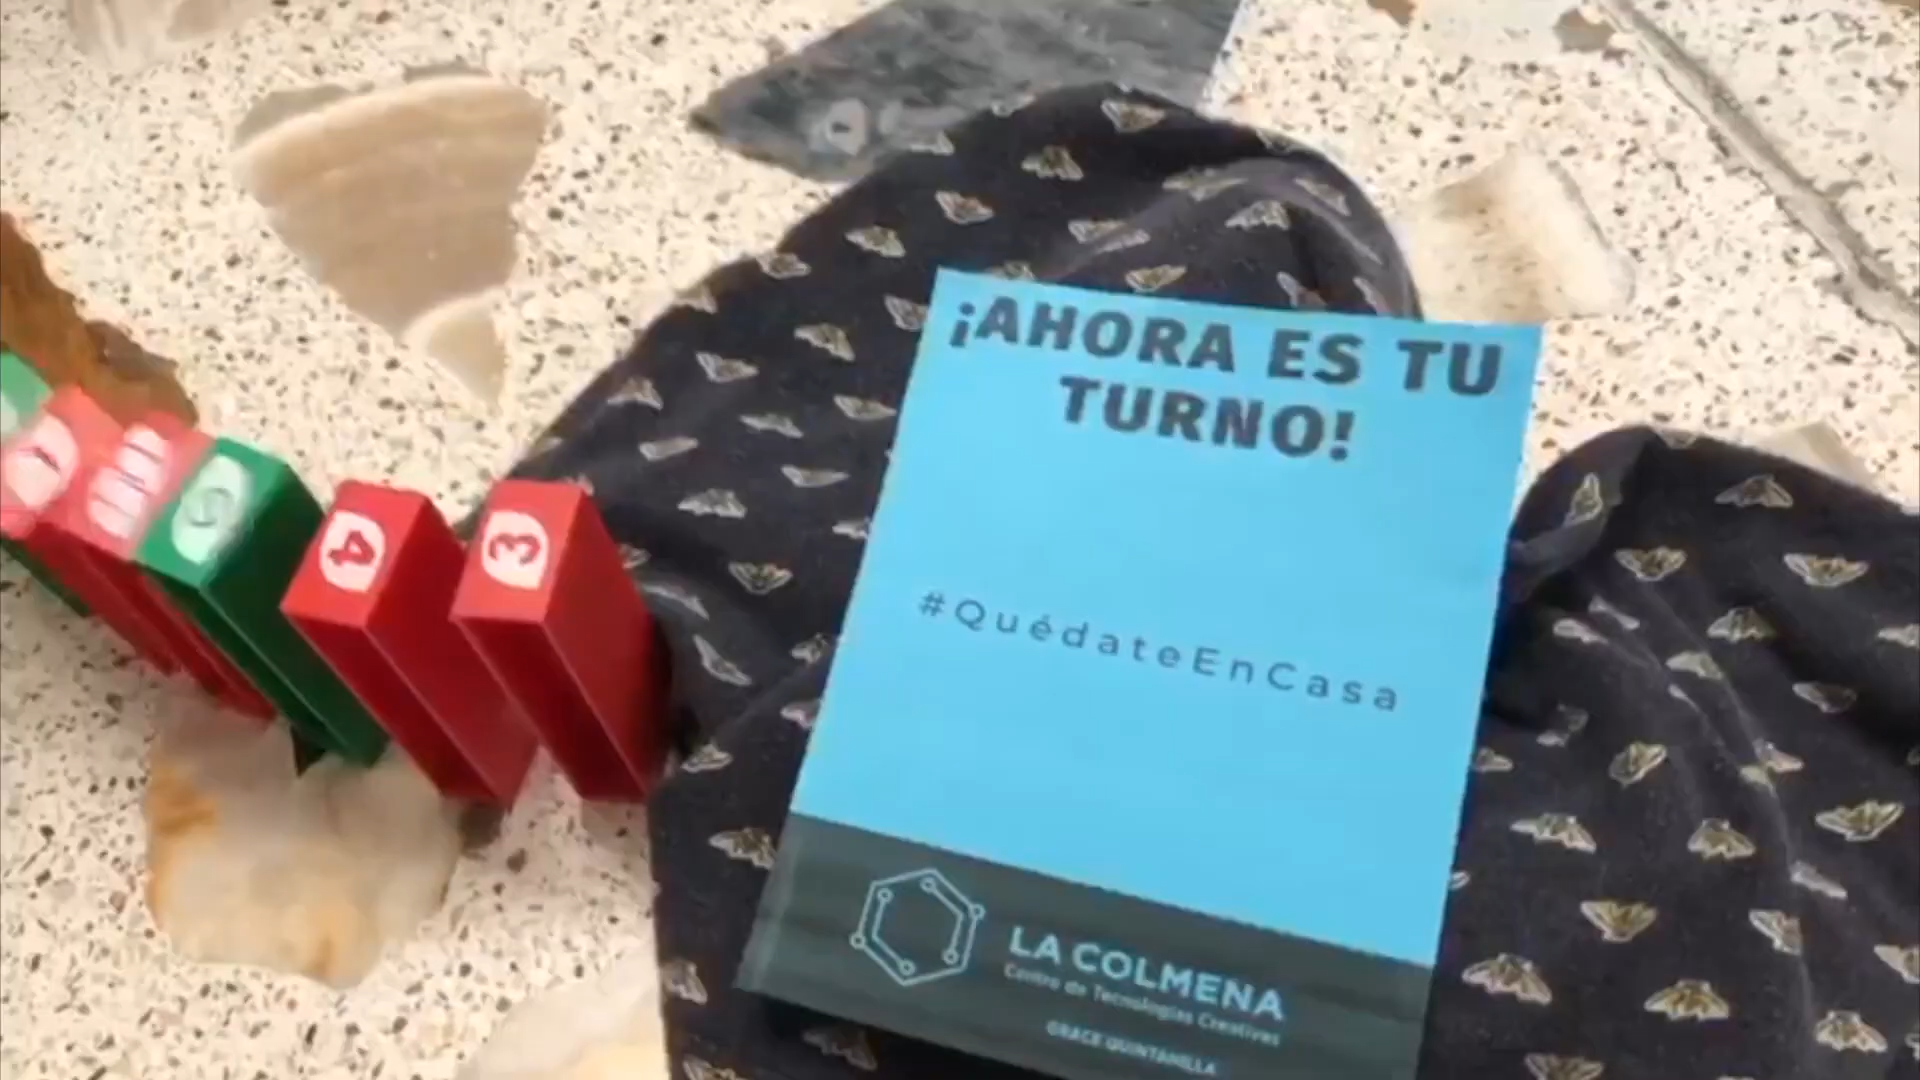 ¡AHORA ES TU
TURNO!
#QuédateEnCasa
LA COLMENA
Centro de Tecnologías Creativas
GRACE QUINTANILLA
4
3